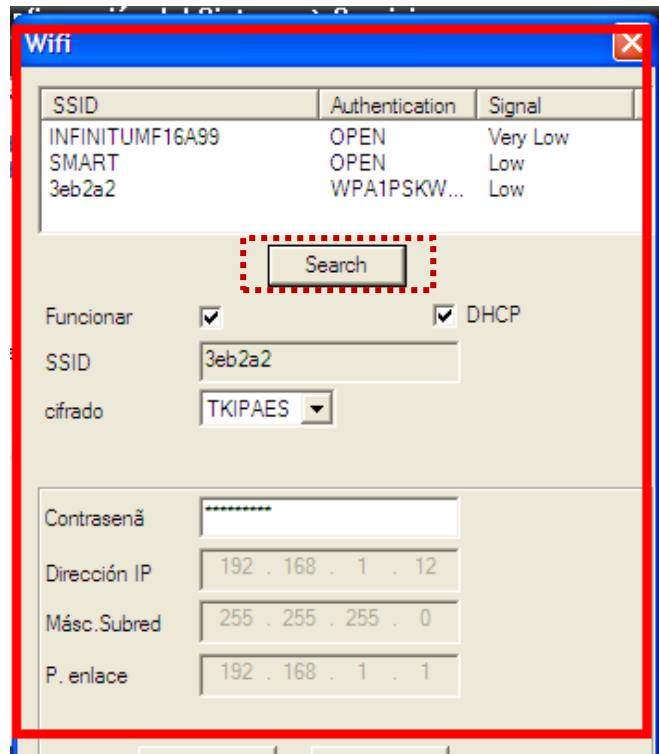 Wifi
SSID Authentication Signal
INFINITUMF16A99 OPEN Very Low
SMART OPEN Low
3eb2a2 WPA1PSKW... Low
Search
Funcionar DHCP
SSID 3eb2a2
cifrado TKIPAES
Contrasenã *********
Dirección IP 192 . 168 . 1 . 12
Másc.Subred 255 . 255 . 255 . 0
P. enlace 192 . 168 . 1 . 1